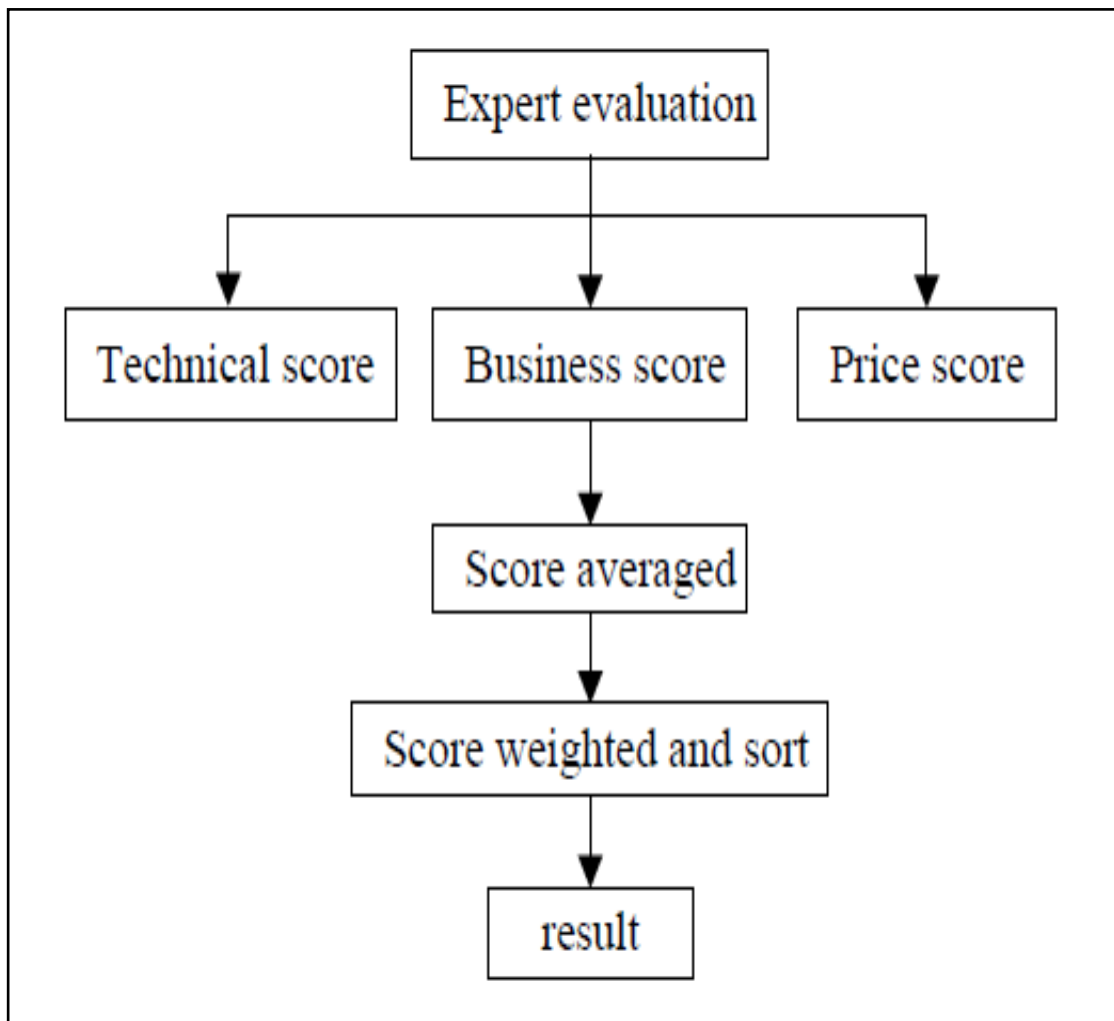 Expert evaluation
Technical score
Business score
Price score
Score averaged
Score weighted and sort
result